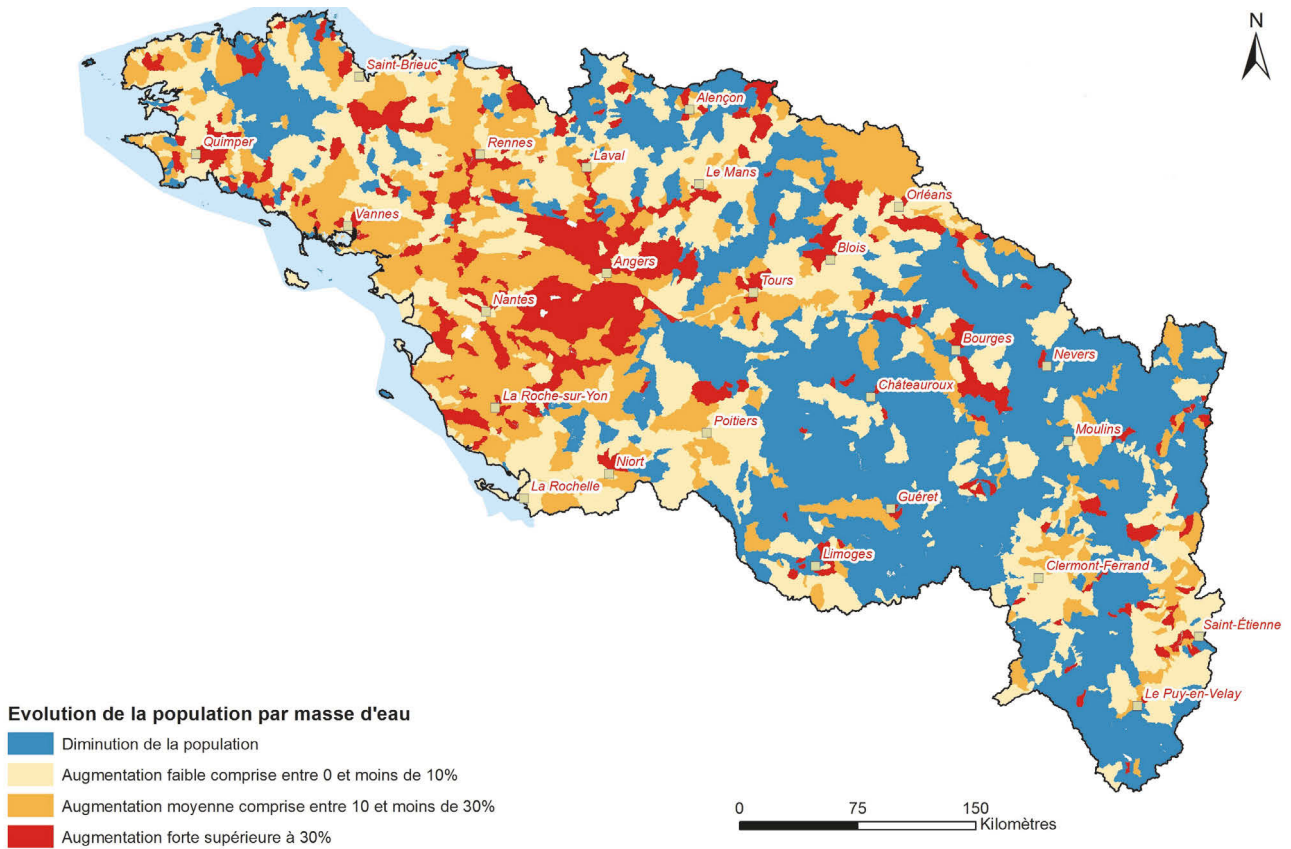 N
Saint-Brieuc
Alençon
Quimper
Rennes
Laval
Le Mans
Orléans
Vannes
Blois
Angers
Tours
Nantes
Bourges
Nevers
Châteauroux
La Roche-sur-Yon
Poitiers
Moulins
Niort
La Rochelle
Guéret
Limoges
Clermont-Ferrand
Saint-Étienne
Le Puy-en-Velay
Evolution de la population par masse d'eau
Diminution de la population
Augmentation faible comprise entre 0 et moins de 10%
Augmentation moyenne comprise entre 10 et moins de 30%
Augmentation forte supérieure à 30%
0 75 150
Kilomètres